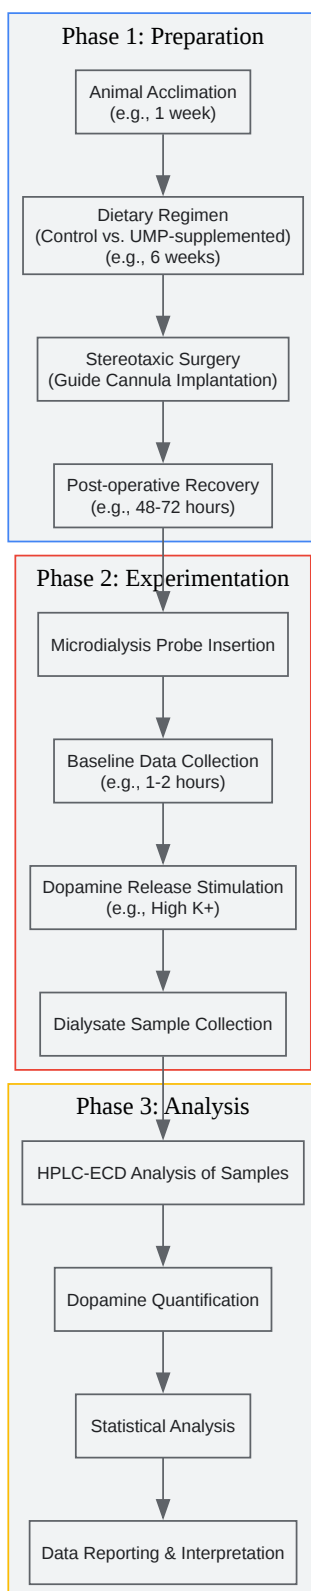 Phase 1: Preparation
Animal Acclimation
(e.g., 1 week)
Dietary Regimen
(Control vs. UMP-supplemented)
(e.g., 6 weeks)
Stereotaxic Surgery
(Guide Cannula Implantation)
Post-operative Recovery
(e.g., 48-72 hours)
Phase 2: Experimentation
Microdialysis Probe Insertion
Baseline Data Collection
(e.g., 1-2 hours)
Dopamine Release Stimulation
(e.g., High K+)
Dialysate Sample Collection
Phase 3: Analysis
HPLC-ECD Analysis of Samples
Dopamine Quantification
Statistical Analysis
Data Reporting & Interpretation